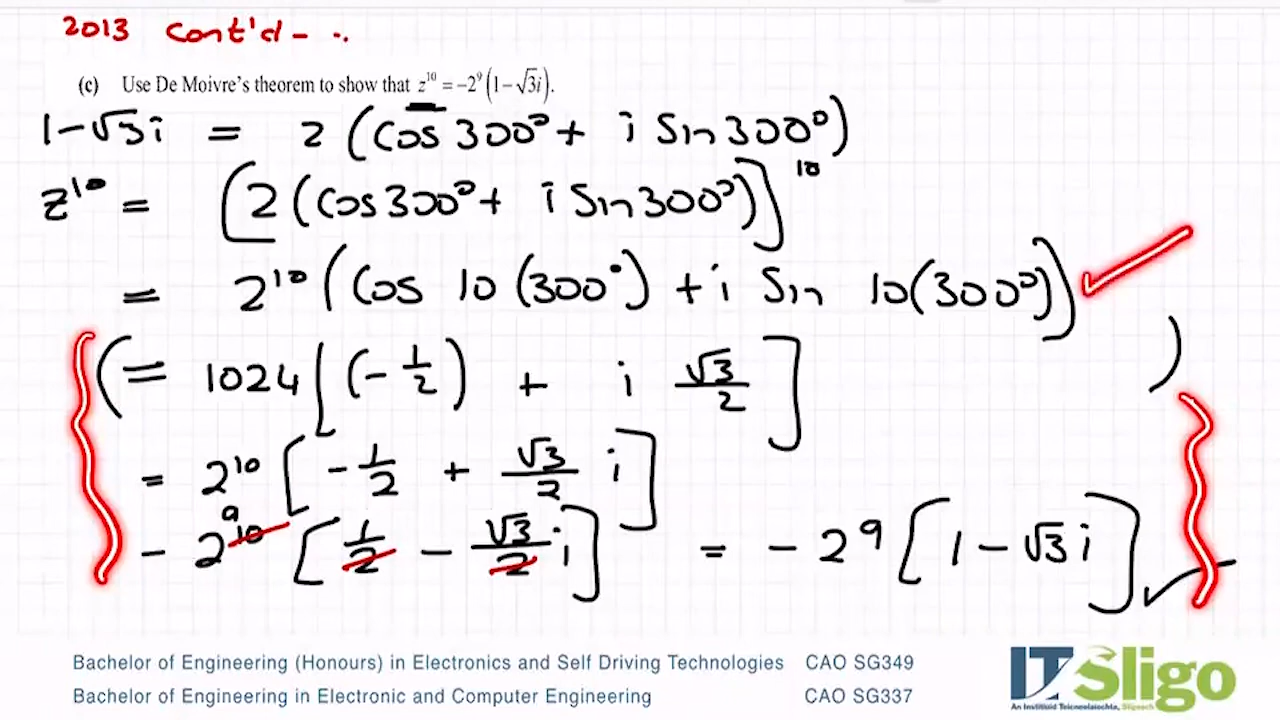 2013 Cont'd - ..
(c) Use De Moivre's theorem to show that z¹⁰ = −2⁹(1−√3i).
1−√3i = 2(Cos 300° + i Sin 300°)
z¹⁰ = [2(Cos 300° + i Sin 300°)]¹⁰
= 2¹⁰(Cos 10(300°) + i Sin 10(300°))
(= 1024[(−1/2) + i √3/2] )
= 2¹⁰[−1/2 + √3/2 i]
− 2¹⁰ ⁹ [1/2 − √3/2 i] = −2⁹[1−√3i]
Bachelor of Engineering (Honours) in Electronics and Self Driving Technologies CAO SG349
Bachelor of Engineering in Electronic and Computer Engineering CAO SG337
IT Sligo
An Institiúid Teicneolaíochta, Sligeach